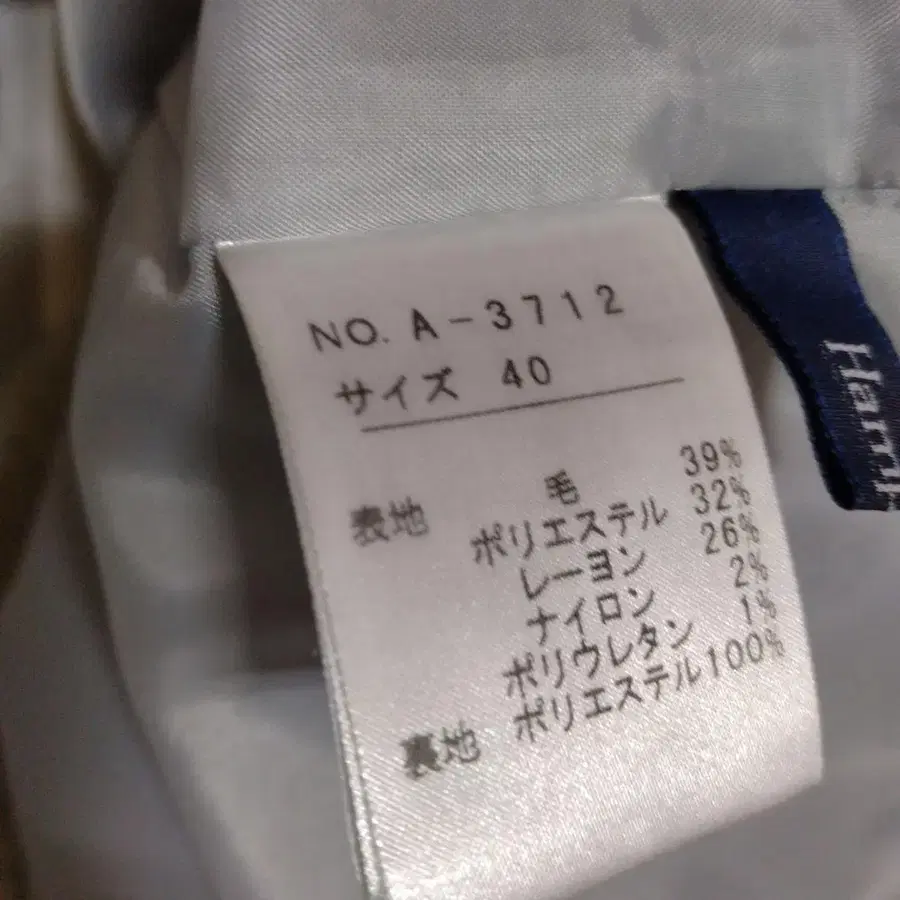 NO. A-3712
サイズ 40
表地 毛 39%
ポリエステル 32%
レーヨン 26%
ナイロン 2%
ポリウレタン 1%
裏地 ポリエステル100%